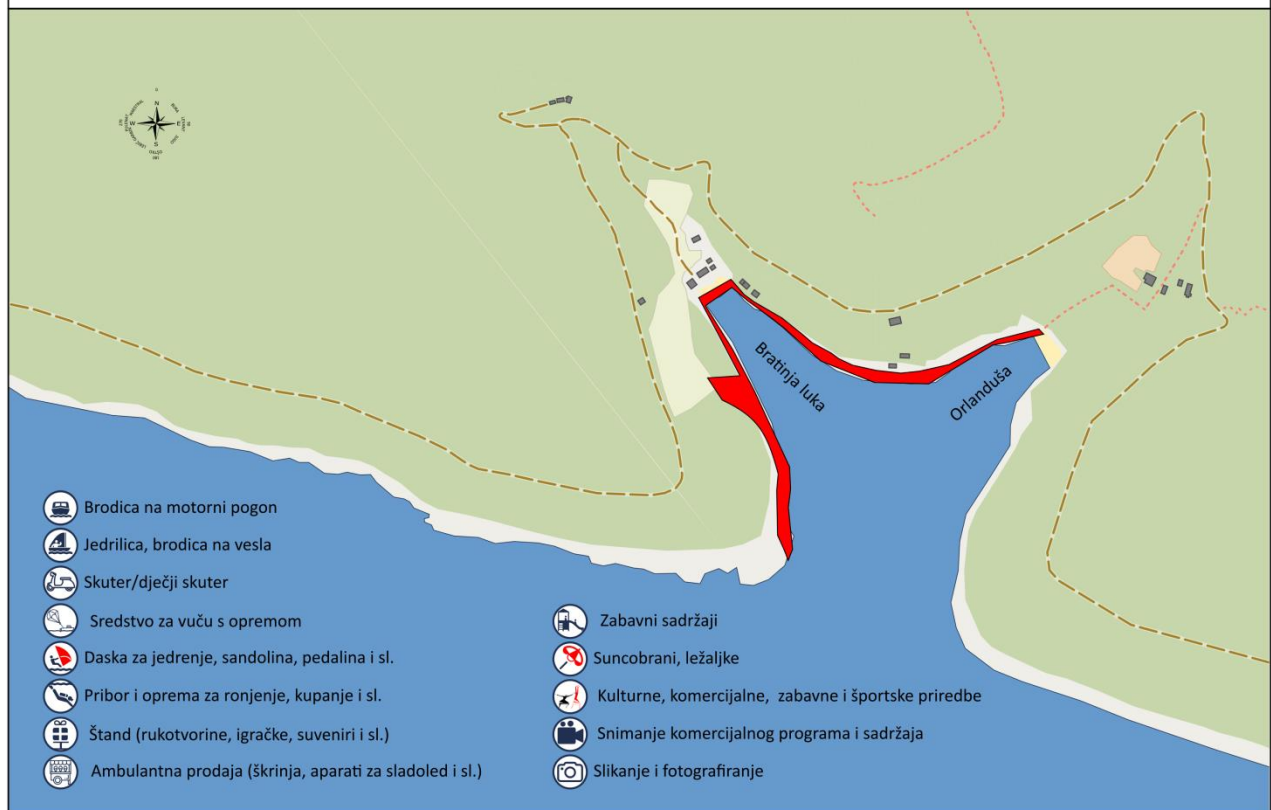 N
W
E
S
Bratinja luka
Orlanduša
Brodica na motorni pogon
Jedrilica, brodica na vesla
Skuter/dječji skuter
Sredstvo za vuču s opremom
Daska za jedrenje, sandolina, pedalina i sl.
Pribor i oprema za ronjenje, kupanje i sl.
Štand (rukotvorine, igračke, suveniri i sl.)
Ambulantna prodaja (škrinja, aparati za sladoled i sl.)
Zabavni sadržaji
Suncobrani, ležaljke
Kulturne, komercijalne, zabavne i športske priredbe
Snimanje komercijalnog programa i sadržaja
Slikanje i fotografiranje